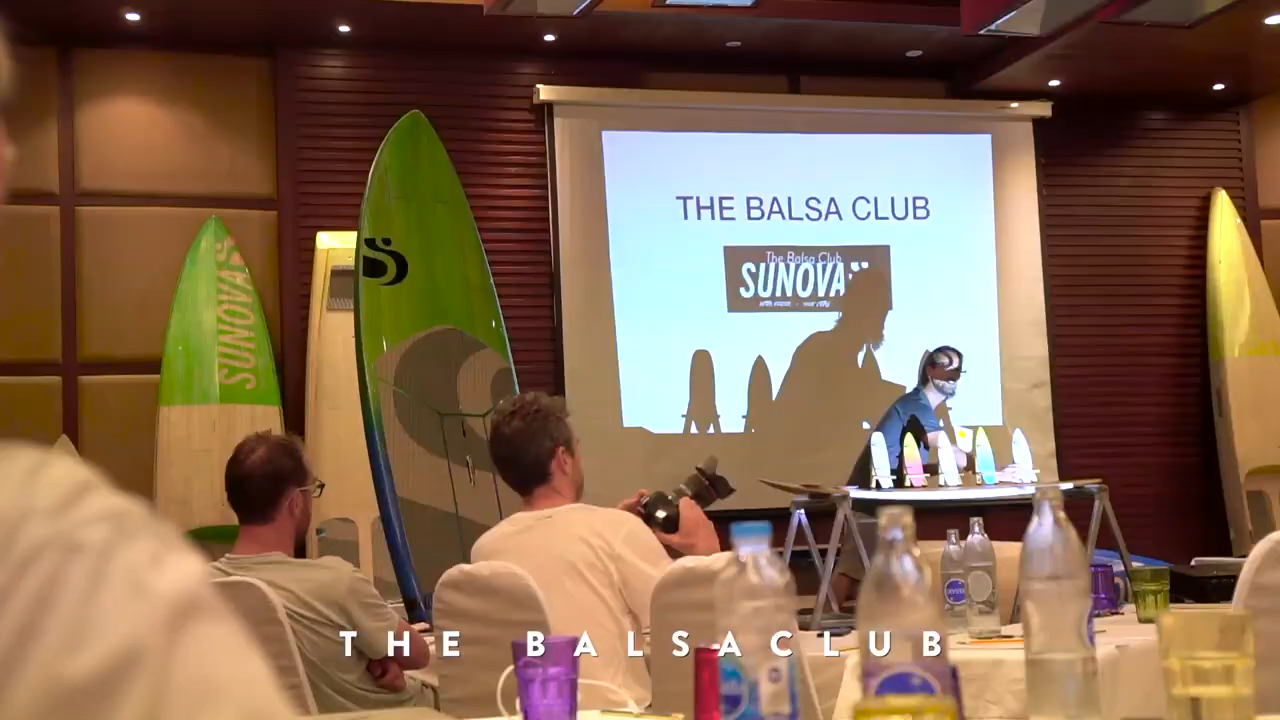 THE BALSA CLUB
The Balsa Club
SUNOVA
SUNOVA
S
THE BALSACLUB